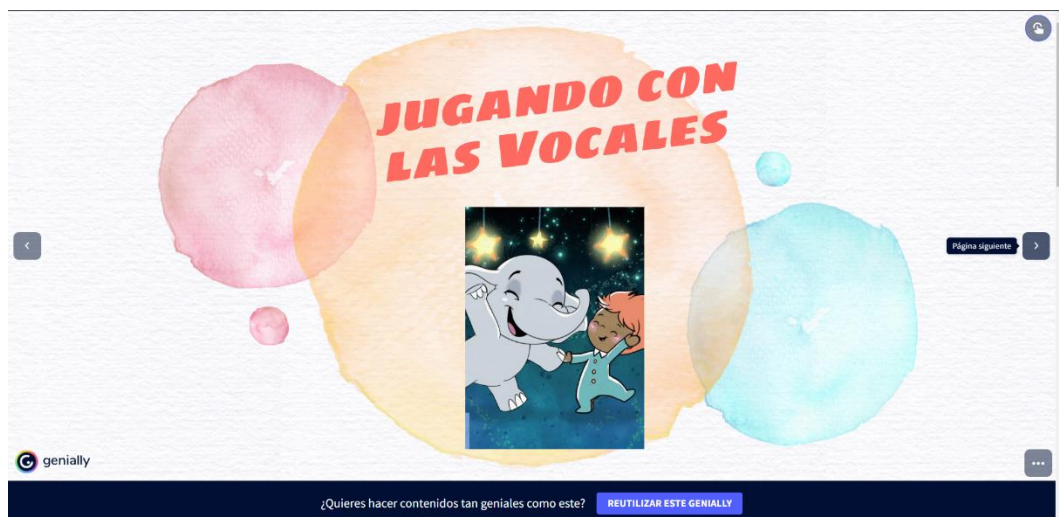 JUGANDO CON
LAS VOCALES
Página siguiente
genially
¿Quieres hacer contenidos tan geniales como este? REUTILIZAR ESTE GENIALLY